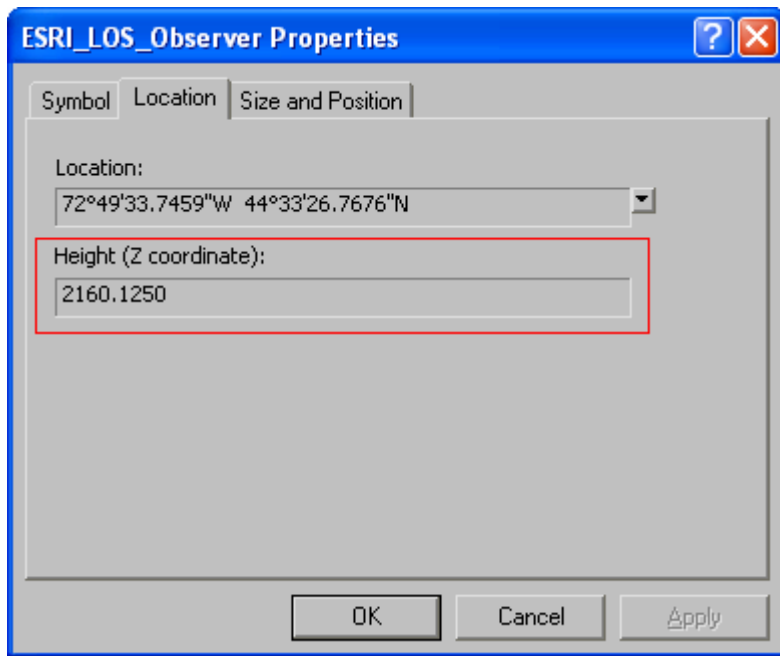 ESRI_LOS_Observer Properties
Symbol Location Size and Position
Location:
72°49'33.7459"W 44°33'26.7676"N
Height (Z coordinate):
2160.1250
OK Cancel Apply